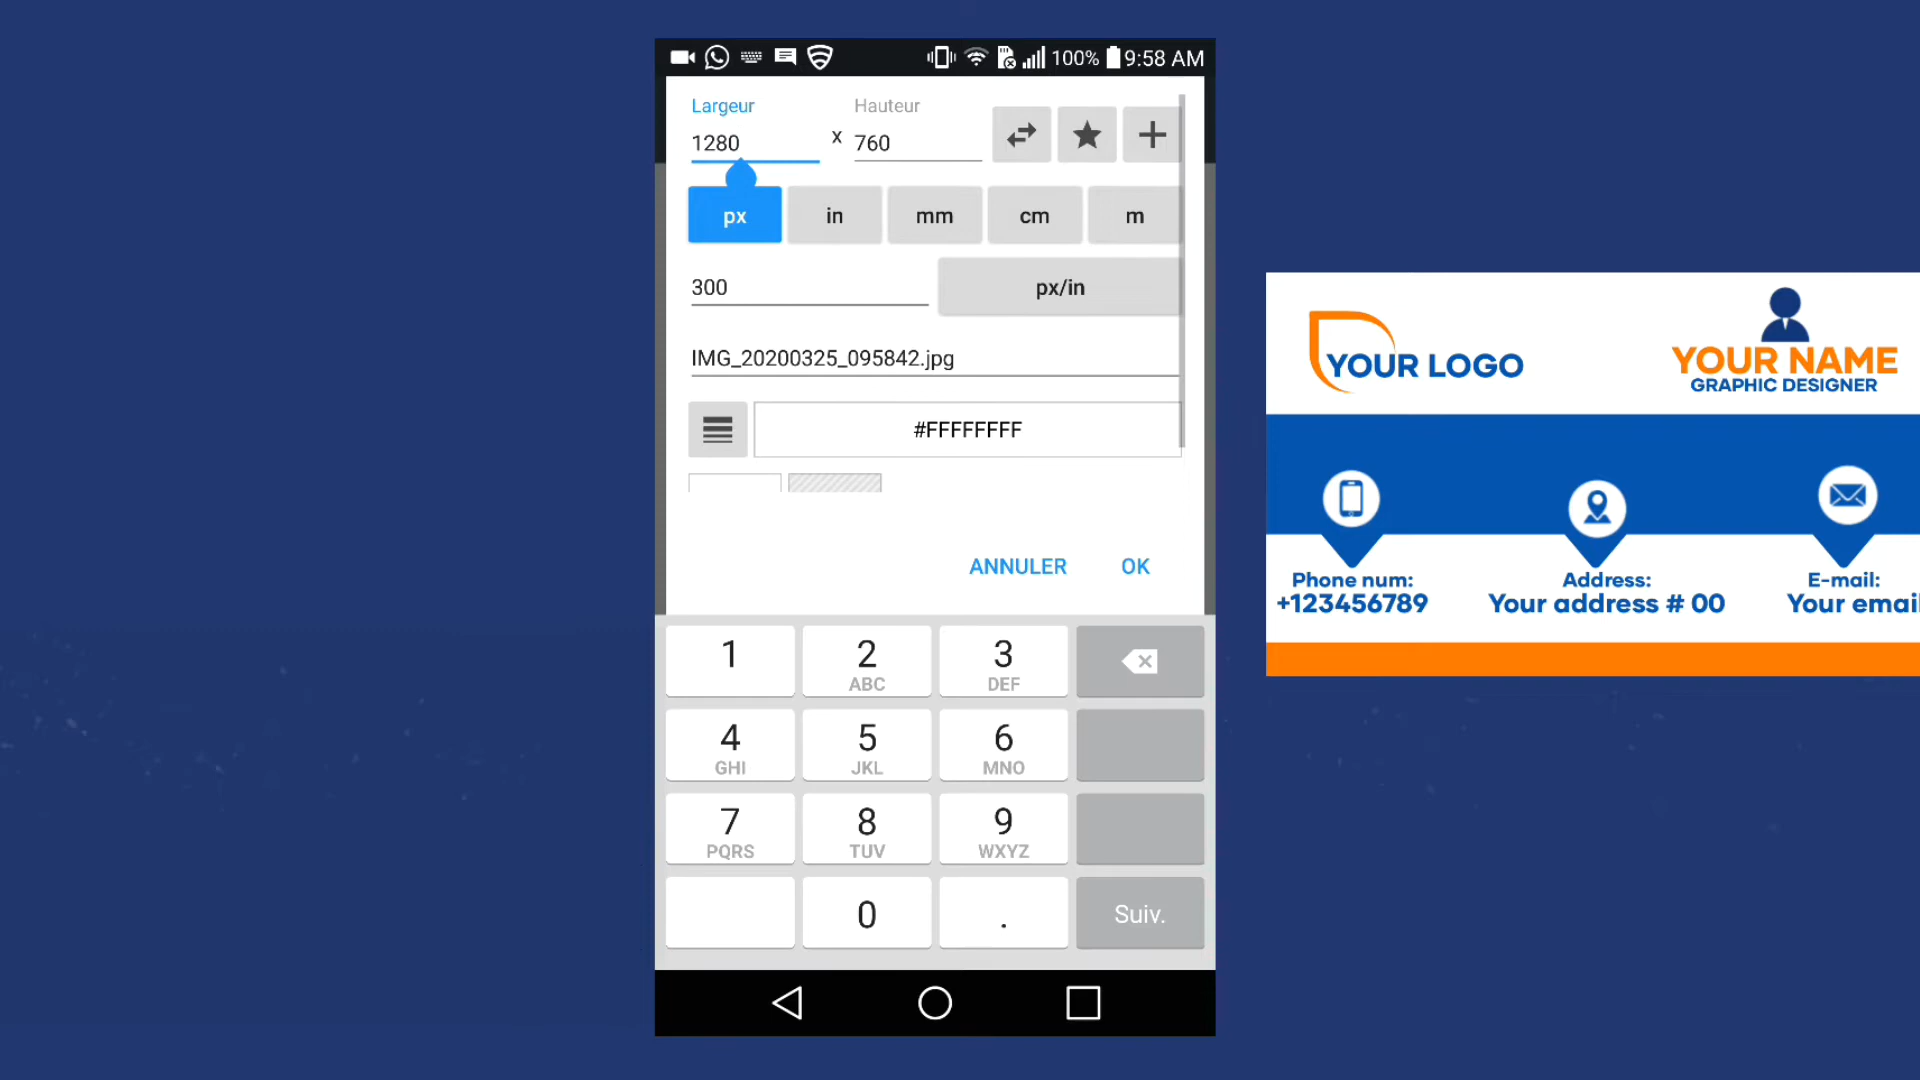 100% 9:58 AM
Largeur
Hauteur
1280 x 760
px in mm cm m
300 px/in
IMG_20200325_095842.jpg
#FFFFFFFF
ANNULER OK
1
2
ABC
3
DEF
4
GHI
5
JKL
6
MNO
7
PQRS
8
TUV
9
WXYZ
0
.
Suiv.
YOUR LOGO
YOUR NAME
GRAPHIC DESIGNER
Phone num:
+123456789
Address:
Your address # 00
E-mail:
Your email